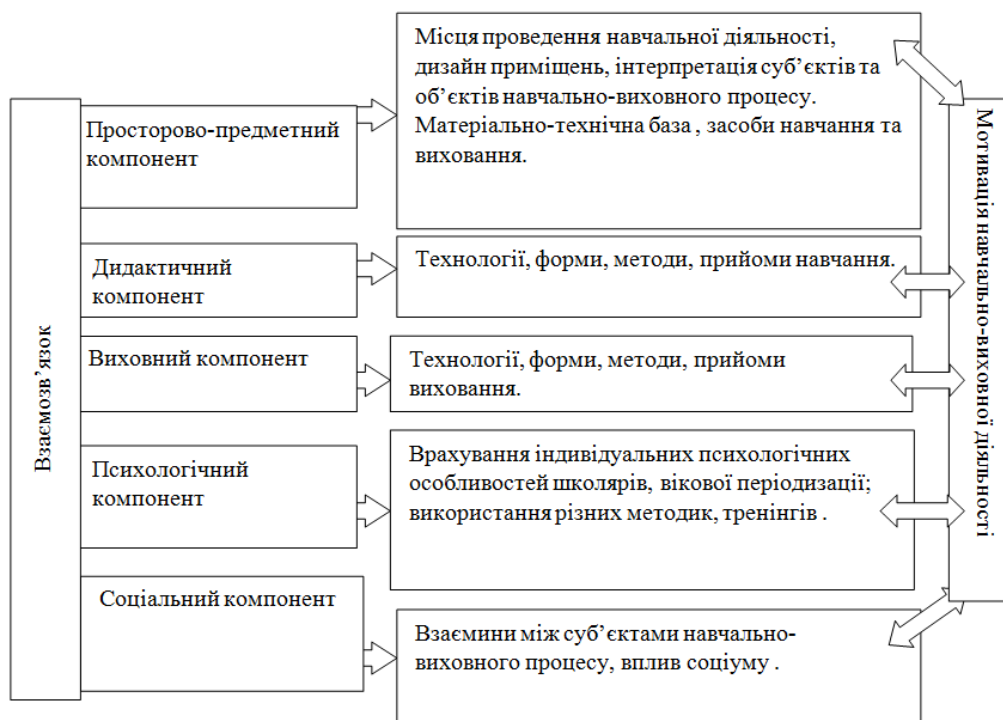 Взаємозв’язок
Просторово-предметний
компонент
Місця проведення навчальної діяльності,
дизайн приміщень, інтерпретація суб’єктів та
об’єктів навчально-виховного процесу.
Матеріально-технічна база , засоби навчання та
виховання.
Дидактичний
компонент
Технології, форми, методи, прийоми навчання.
Виховний компонент
Технології, форми, методи, прийоми
виховання.
Психологічний
компонент
Врахування індивідуальних психологічних
особливостей школярів, вікової періодизації;
використання різних методик, тренінгів .
Соціальний компонент
Взаємини між суб’єктами навчально-
виховного процесу, вплив соціуму .
Мотивація навчально-виховної діяльності